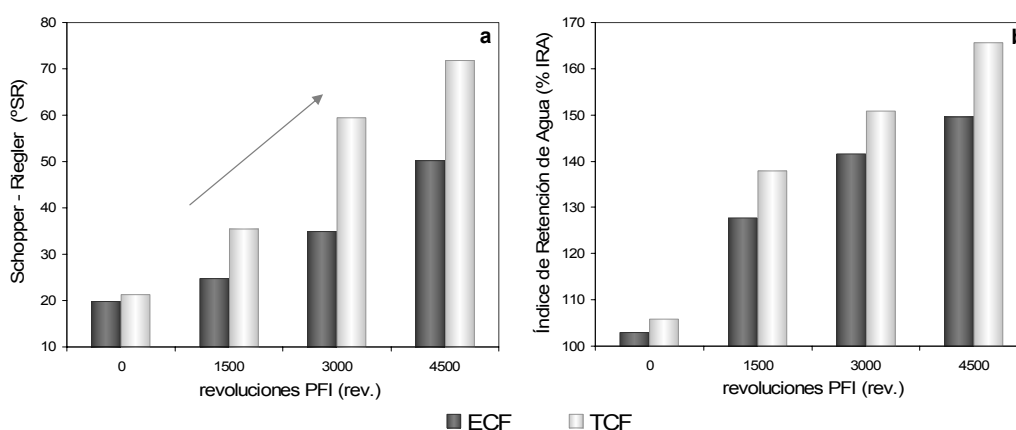 80
70
60
50
40
30
20
10
Schopper - Riegler (ºSR)
a
0 1500 3000 4500
revoluciones PFI (rev.)
170
160
150
140
130
120
110
100
Índice de Retención de Agua (% IRA)
b
0 1500 3000 4500
revoluciones PFI (rev.)
ECF TCF